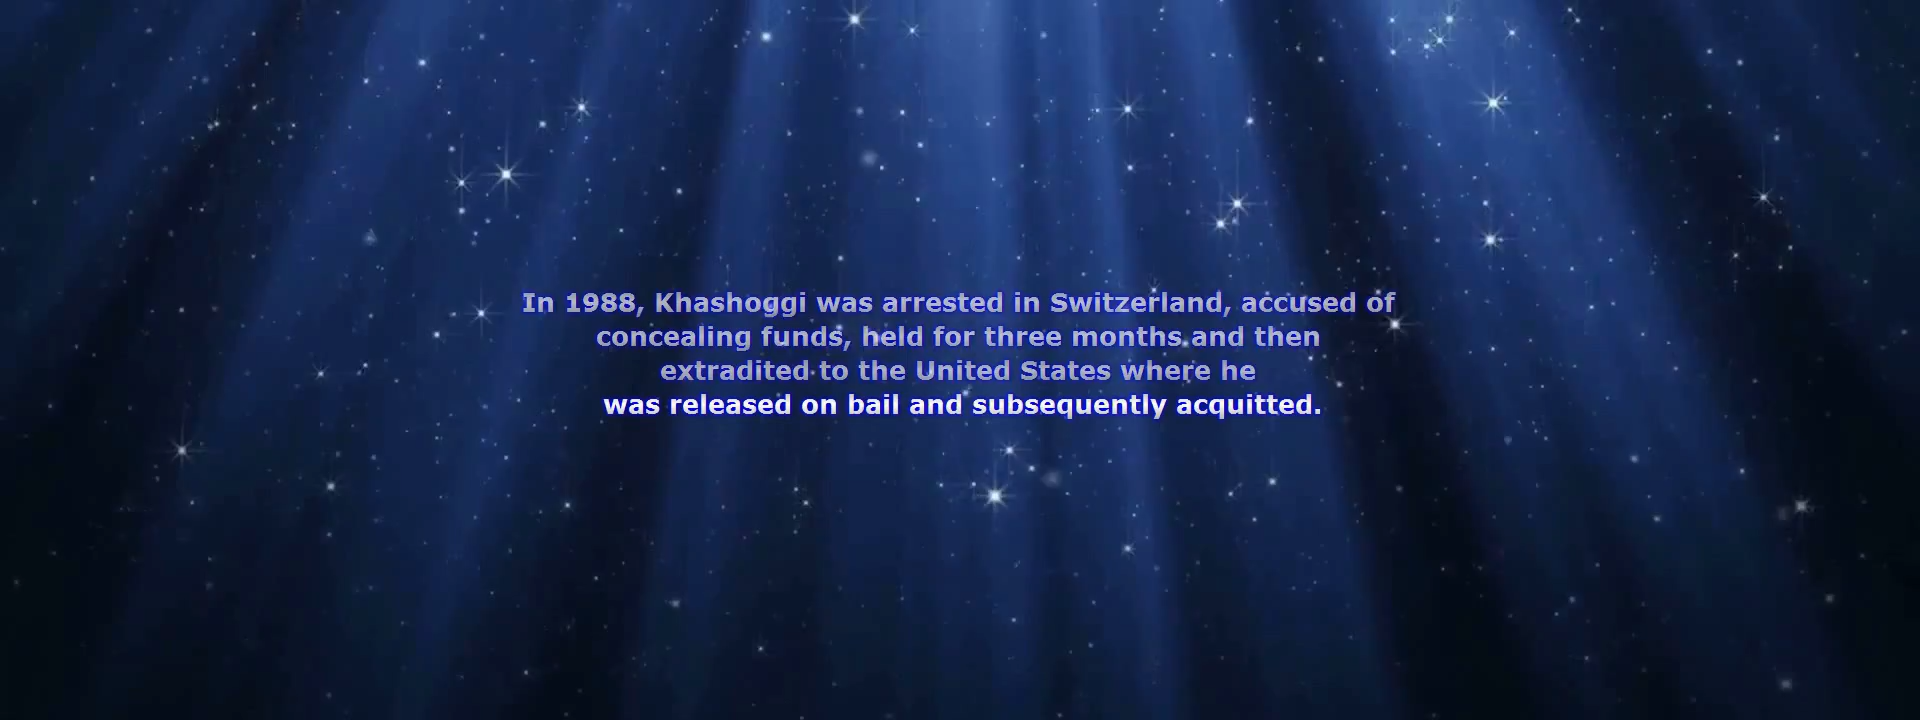 In 1988, Khashoggi was arrested in Switzerland, accused of
concealing funds, held for three months and then
extradited to the United States where he
was released on bail and subsequently acquitted.